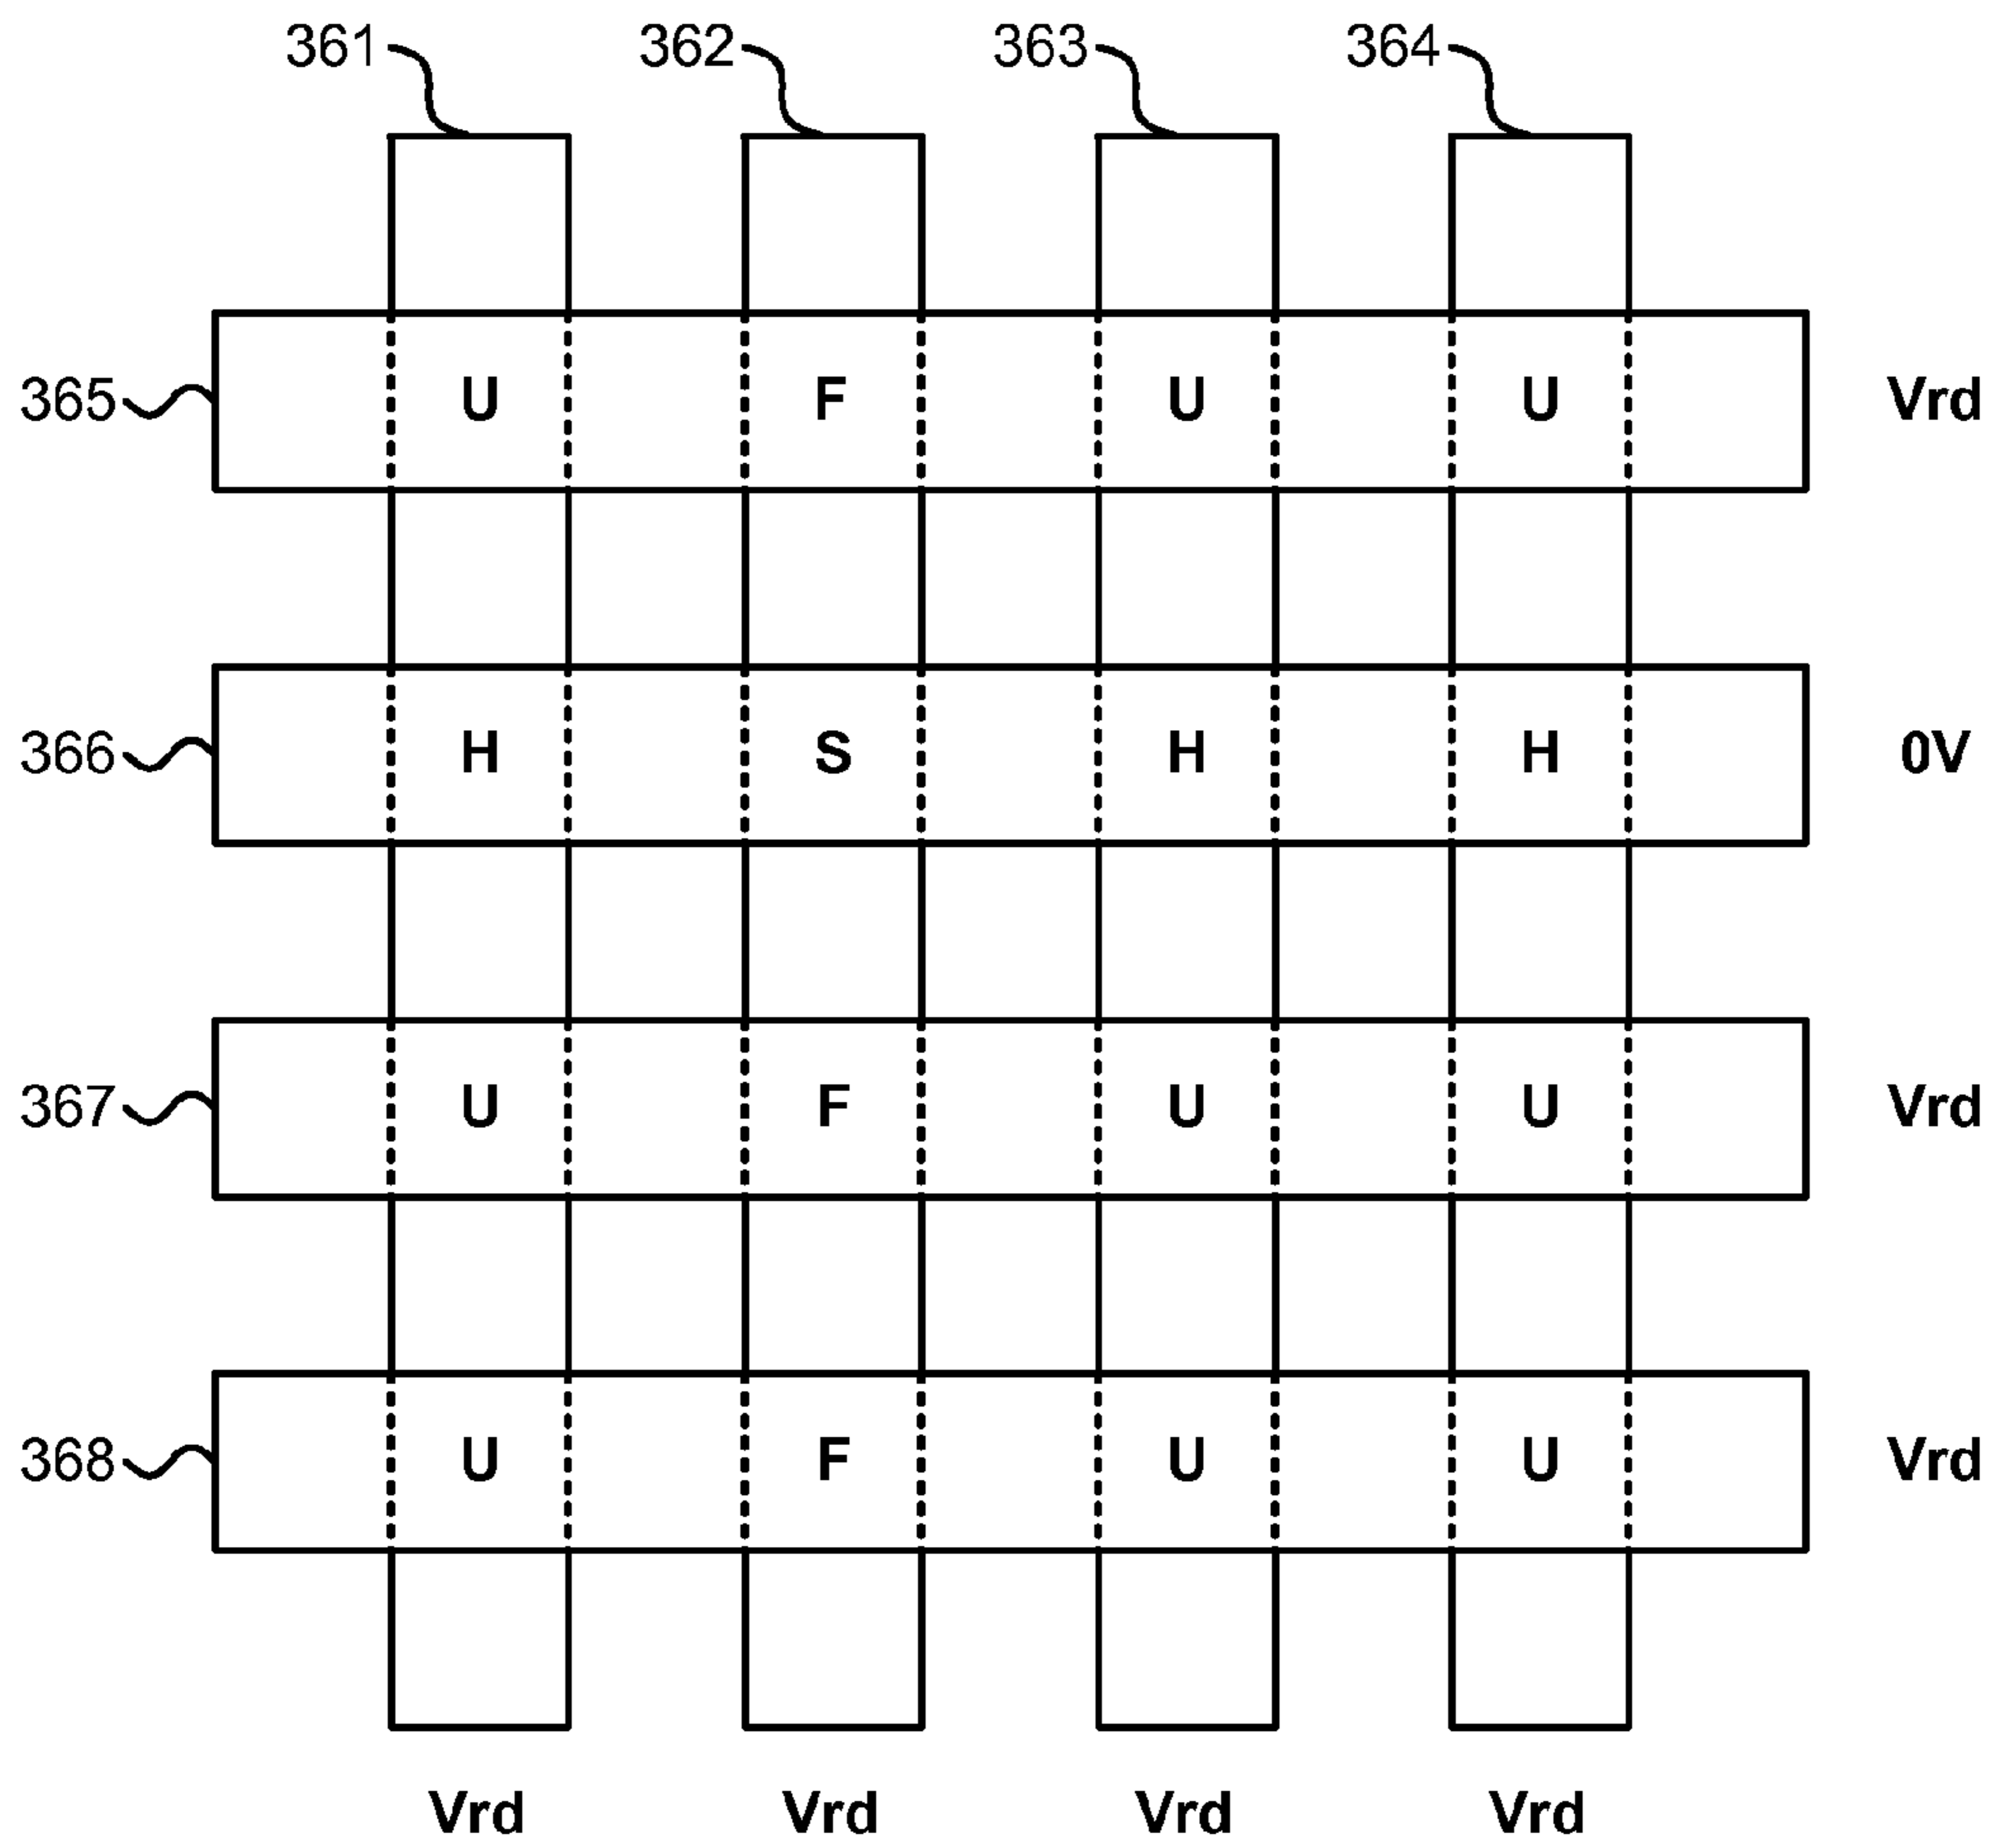 361 362 363 364
365 U F U U Vrd
366 H S H H 0V
367 U F U U Vrd
368 U F U U Vrd
Vrd Vrd Vrd Vrd